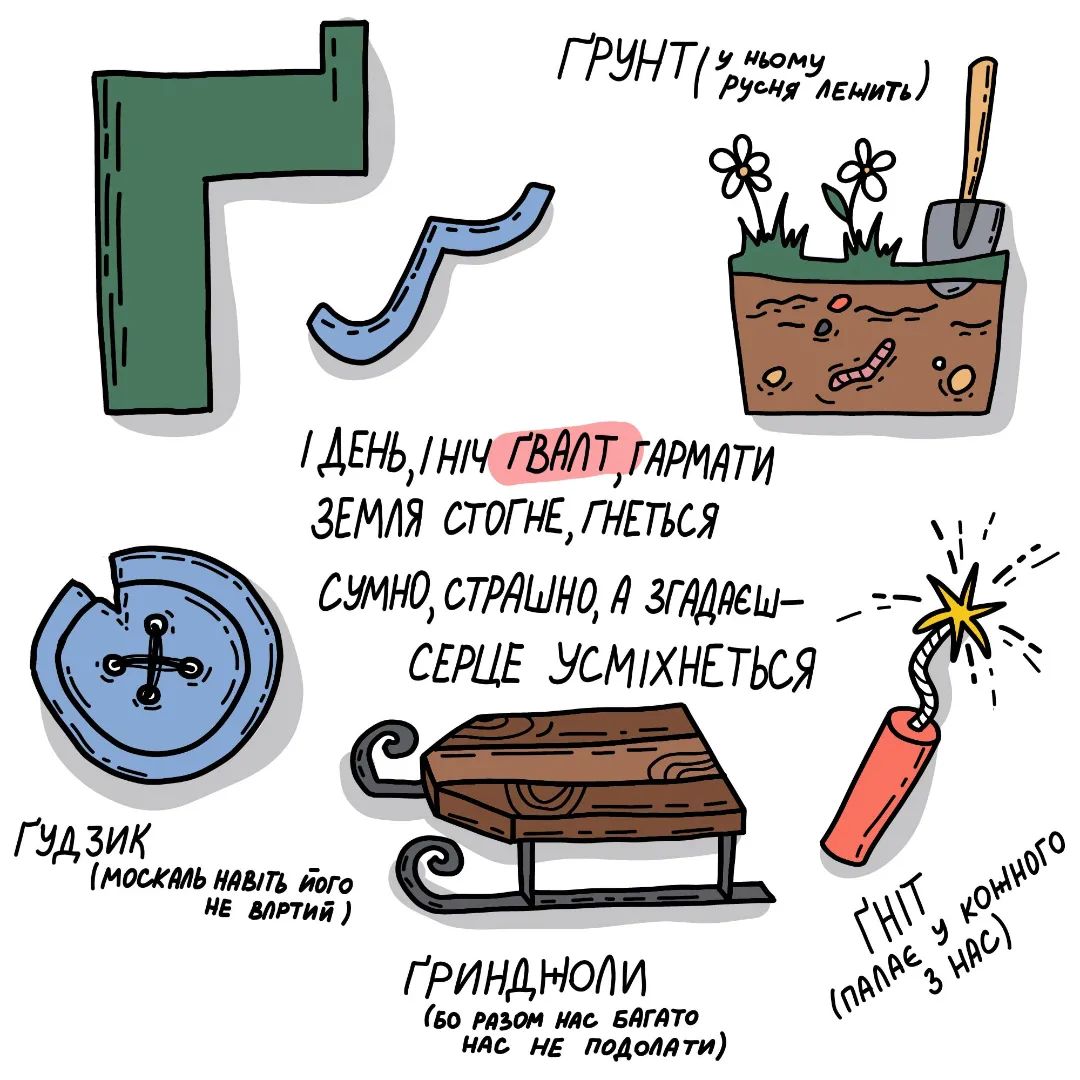 Ґ ґ
ҐРУНТ (у ньому
русня лежить)
І ДЕНЬ, І НІЧ ҐВАЛТ, ГАРМАТИ
ЗЕМЛЯ СТОГНЕ, ГНЕТЬСЯ
СУМНО, СТРАШНО, А ЗГАДАЄШ–
СЕРЦЕ УСМІХНЕТЬСЯ
ҐУДЗИК
(москаль навіть його
не вартий)
ҐРИНДЖОЛИ
(бо разом нас багато
нас не подолати)
ҐНІТ
(палає у кожного
з нас)